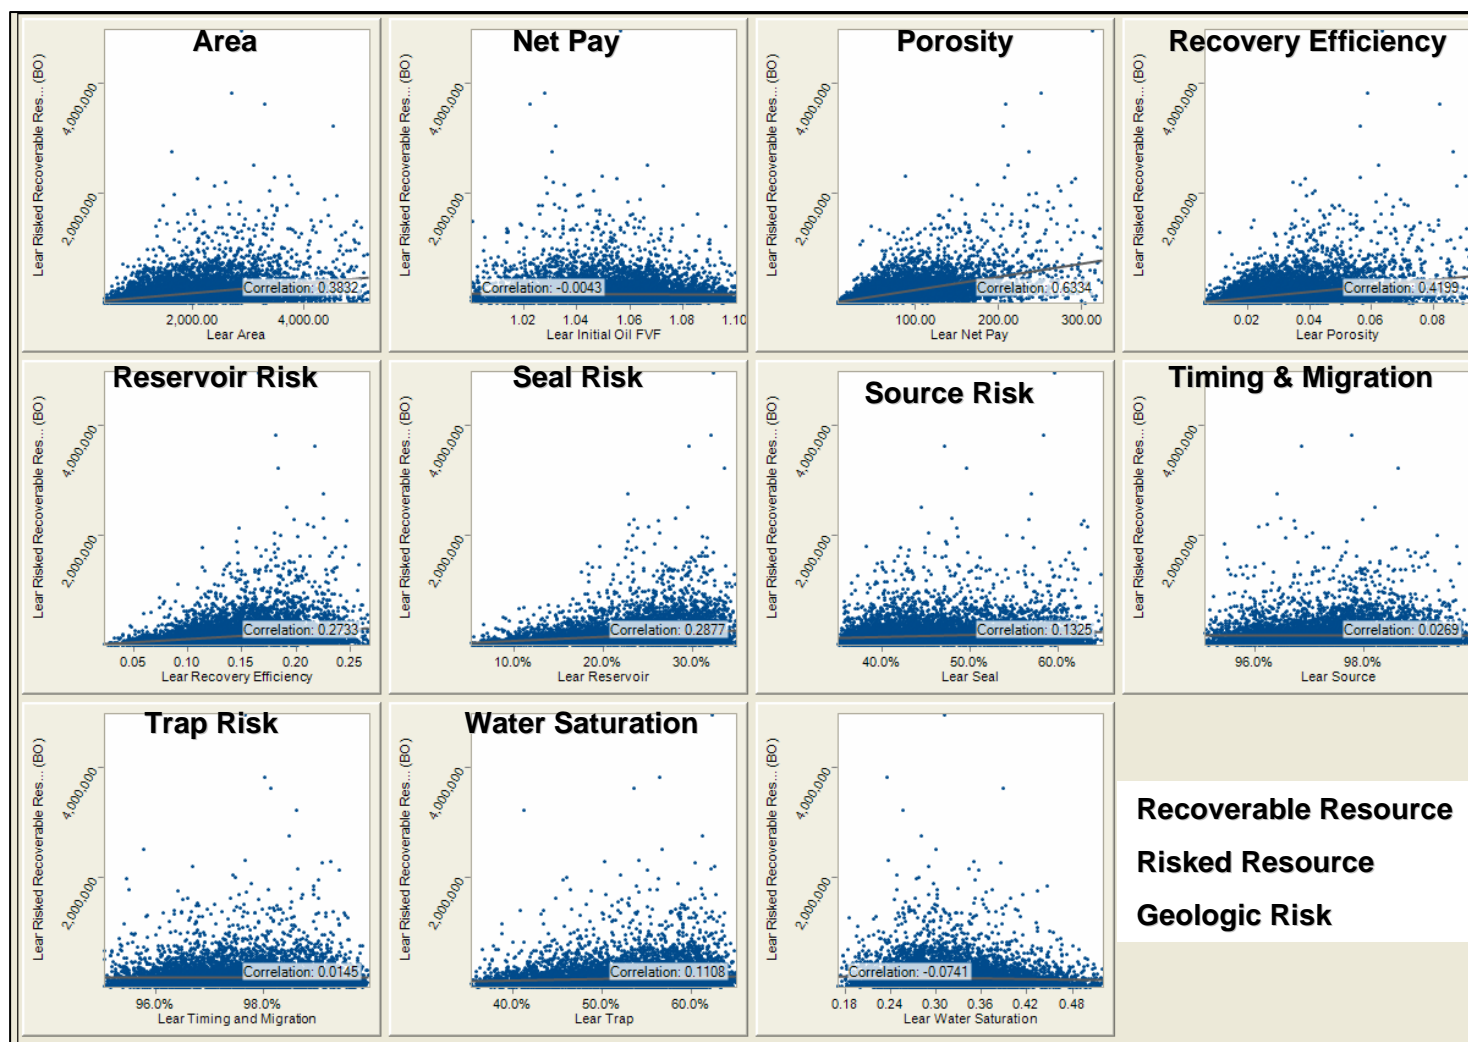 Area
Lear Risked Recoverable Res... (BO)
4,000,000
2,000,000
Correlation: 0.3832
2,000.00 4,000.00
Lear Area
Net Pay
Lear Risked Recoverable Res... (BO)
4,000,000
2,000,000
Correlation: -0.0043
1.02 1.04 1.06 1.08 1.10
Lear Initial Oil FVF
Porosity
Lear Risked Recoverable Res... (BO)
4,000,000
2,000,000
Correlation: 0.6334
100.00 200.00 300.00
Lear Net Pay
Recovery Efficiency
Lear Risked Recoverable Res... (BO)
4,000,000
2,000,000
Correlation: 0.4199
0.02 0.04 0.06 0.08
Lear Porosity
Reservoir Risk
Lear Risked Recoverable Res... (BO)
4,000,000
2,000,000
Correlation: 0.2733
0.05 0.10 0.15 0.20 0.25
Lear Recovery Efficiency
Seal Risk
Lear Risked Recoverable Res... (BO)
4,000,000
2,000,000
Correlation: 0.2877
10.0% 20.0% 30.0%
Lear Reservoir
Source Risk
Lear Risked Recoverable Res... (BO)
4,000,000
2,000,000
Correlation: 0.1325
40.0% 50.0% 60.0%
Lear Seal
Timing & Migration
Lear Risked Recoverable Res... (BO)
4,000,000
2,000,000
Correlation: 0.0269
96.0% 98.0%
Lear Source
Trap Risk
Lear Risked Recoverable Res... (BO)
4,000,000
2,000,000
Correlation: 0.0145
96.0% 98.0%
Lear Timing and Migration
Water Saturation
Lear Risked Recoverable Res... (BO)
4,000,000
2,000,000
Correlation: 0.1108
40.0% 50.0% 60.0%
Lear Trap
Lear Risked Recoverable Res... (BO)
4,000,000
2,000,000
Correlation: -0.0741
0.18 0.24 0.30 0.36 0.42 0.48
Lear Water Saturation
Recoverable Resource
Risked Resource
Geologic Risk